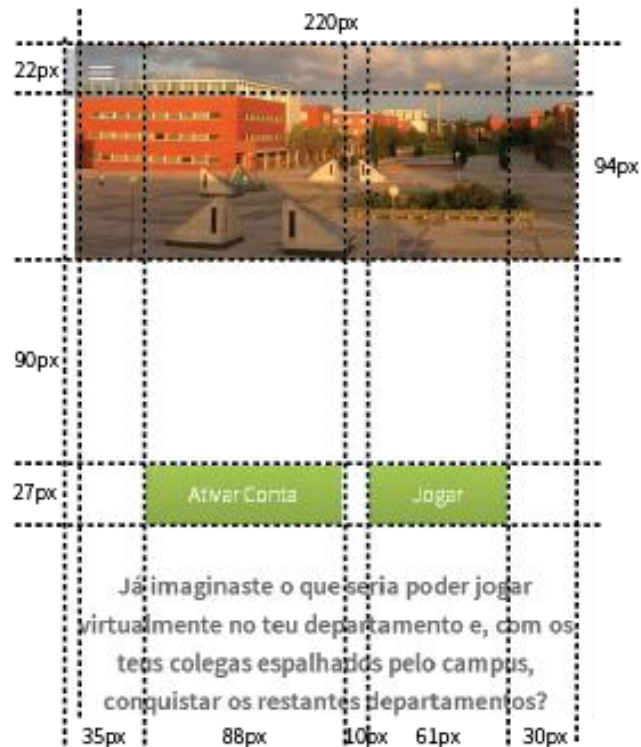 220px
22px
94px
90px
27px
Ativar Conta
Jogar
Já imaginaste o que seria poder jogar
virtualmente no teu departamento e, com os
teus colegas espalhados pelo campus,
conquistar os restantes departamentos?
35px 88px 10px 61px 30px